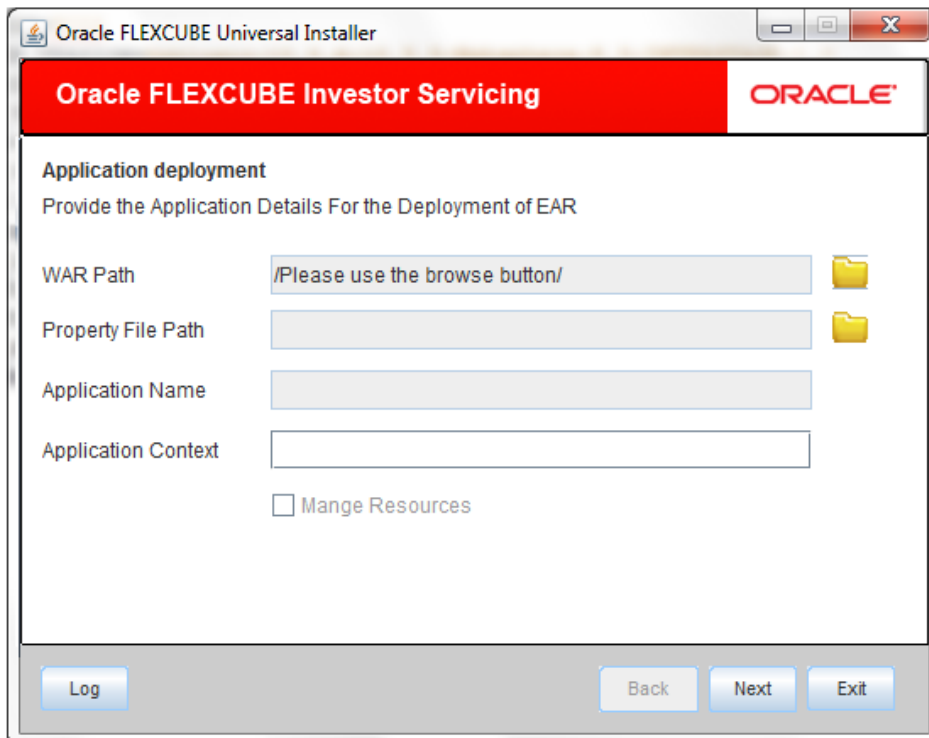 Oracle FLEXCUBE Universal Installer
Oracle FLEXCUBE Investor Servicing
ORACLE
Application deployment
Provide the Application Details For the Deployment of EAR
WAR Path /Please use the browse button/
Property File Path
Application Name
Application Context
Mange Resources
Log Back Next Exit